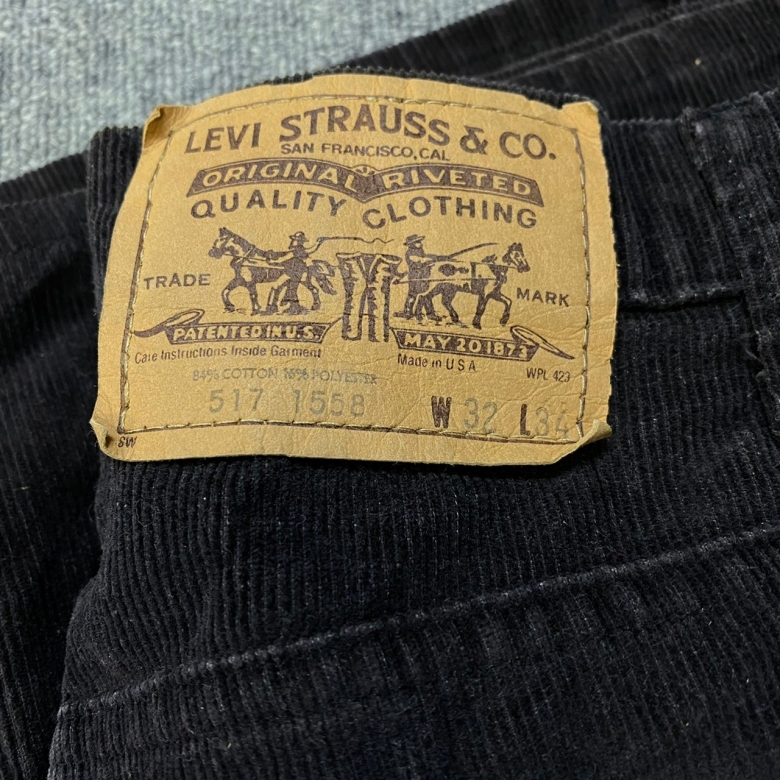 LEVI STRAUSS & CO.
SAN FRANCISCO, CAL
ORIGINAL RIVETED
QUALITY CLOTHING
TRADE MARK
PATENTED IN U.S. MAY 20 1873
Care Instructions Inside Garment Made in U S A WPL 423
84% COTTON 16% POLYESTER
517 1558 W 32 L 34
SW